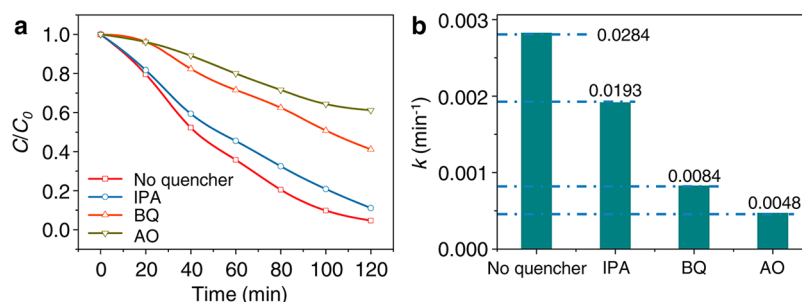 a
1.0
0.8
0.6
0.4
0.2
0.0
C/C0
No quencher
IPA
BQ
AO
0 20 40 60 80 100 120
Time (min)
b
0.003
0.002
0.001
0.000
k (min⁻¹)
0.0284
0.0193
0.0084
0.0048
No quencher IPA BQ AO